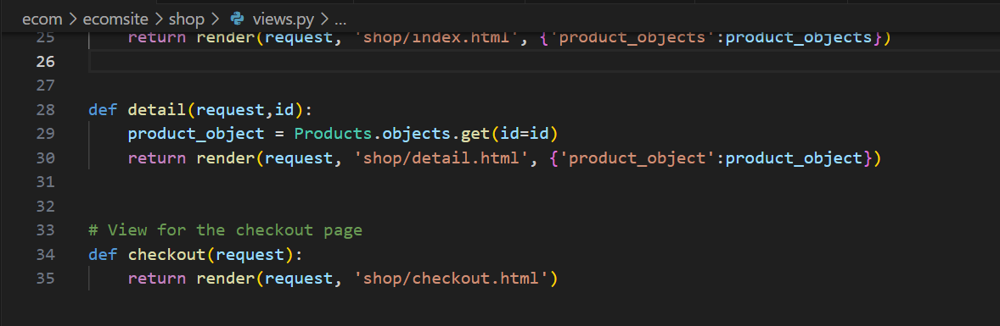 ecom > ecomsite > shop > views.py > ...
25     return render(request, 'shop/index.html', {'product_objects':product_objects})
26
27
28 def detail(request,id):
29     product_object = Products.objects.get(id=id)
30     return render(request, 'shop/detail.html', {'product_object':product_object})
31
32
33 # View for the checkout page
34 def checkout(request):
35     return render(request, 'shop/checkout.html')